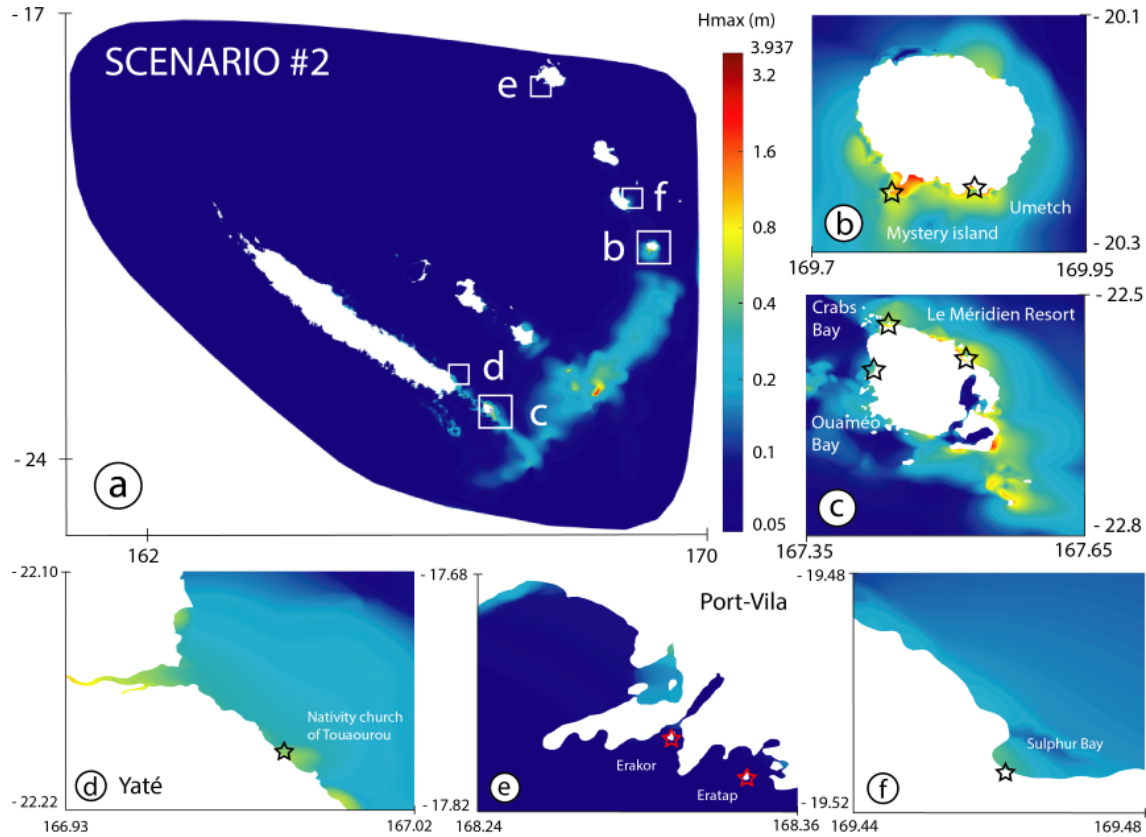 - 17
SCENARIO #2
e
f
b
d
c
- 24
a
162
170
Hmax (m)
3.937
3.2
1.6
0.8
0.4
0.2
0.1
0.05
- 20.1
Umetch
Mystery island
b
- 20.3
169.7
169.95
- 22.5
Crabs
Bay
Le Méridien Resort
Ouaméo
Bay
c
- 22.8
167.35
167.65
- 22.10
Nativity church
of Touaourou
d
Yaté
- 22.22
166.93
167.02
- 17.68
Port-Vila
Erakor
Eratap
e
- 17.82
168.24
168.36
- 19.48
Sulphur Bay
f
- 19.52
169.44
169.48